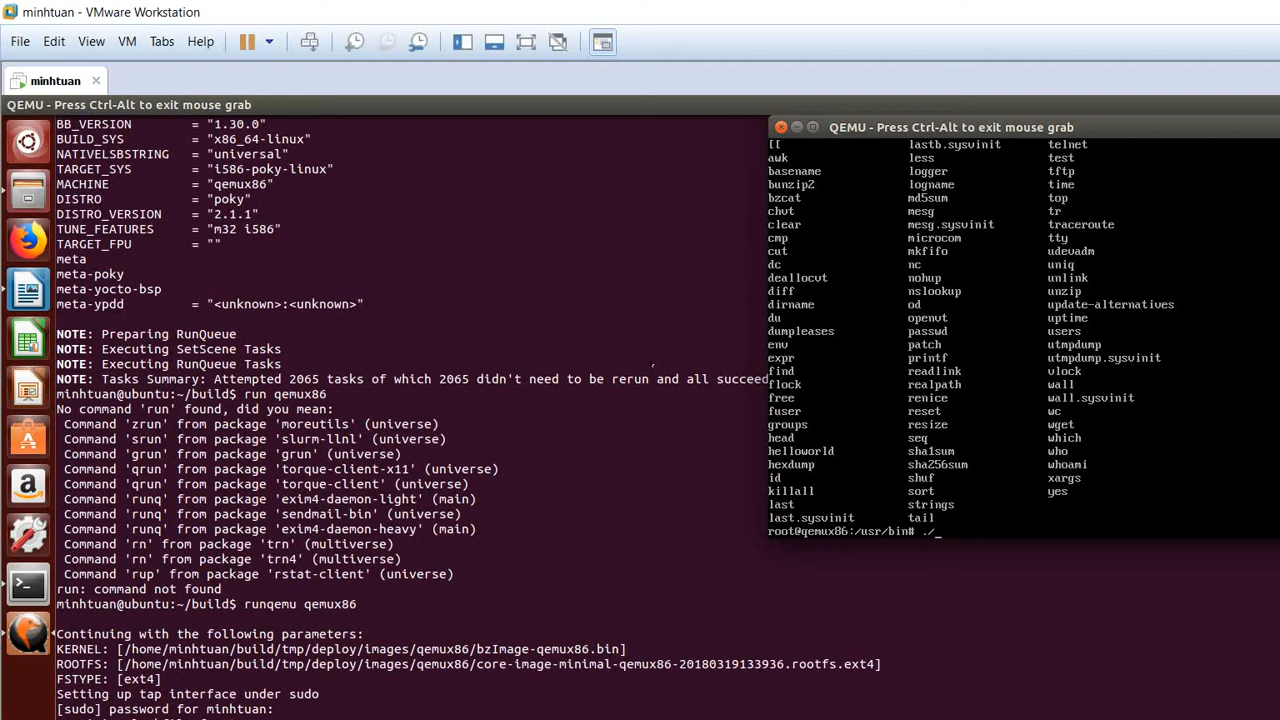 minhtuan - VMware Workstation
File Edit View VM Tabs Help
minhtuan
QEMU - Press Ctrl-Alt to exit mouse grab
BB_VERSION = "1.30.0"
BUILD_SYS = "x86_64-linux"
NATIVELSBSTRING = "universal"
TARGET_SYS = "i586-poky-linux"
MACHINE = "qemux86"
DISTRO = "poky"
DISTRO_VERSION = "2.1.1"
TUNE_FEATURES = "m32 i586"
TARGET_FPU = ""
meta
meta-poky
meta-yocto-bsp
meta-ypdd = "<unknown>:<unknown>"
NOTE: Preparing RunQueue
NOTE: Executing SetScene Tasks
NOTE: Executing RunQueue Tasks
NOTE: Tasks Summary: Attempted 2065 tasks of which 2065 didn't need to be rerun and all succeed
minhtuan@ubuntu:~/build$ run qemux86
No command 'run' found, did you mean:
Command 'zrun' from package 'moreutils' (universe)
Command 'srun' from package 'slurm-llnl' (universe)
Command 'grun' from package 'grun' (universe)
Command 'qrun' from package 'torque-client-x11' (universe)
Command 'qrun' from package 'torque-client' (universe)
Command 'runq' from package 'exim4-daemon-light' (main)
Command 'runq' from package 'sendmail-bin' (universe)
Command 'runq' from package 'exim4-daemon-heavy' (main)
Command 'rn' from package 'trn' (multiverse)
Command 'rn' from package 'trn4' (multiverse)
Command 'rup' from package 'rstat-client' (universe)
run: command not found
minhtuan@ubuntu:~/build$ runqemu qemux86
Continuing with the following parameters:
KERNEL: [/home/minhtuan/build/tmp/deploy/images/qemux86/bzImage-qemux86.bin]
ROOTFS: [/home/minhtuan/build/tmp/deploy/images/qemux86/core-image-minimal-qemux86-20180319133936.rootfs.ext4]
FSTYPE: [ext4]
Setting up tap interface under sudo
[sudo] password for minhtuan:
QEMU - Press Ctrl-Alt to exit mouse grab
[[ lastb.sysvinit telnet
awk less test
basename logger tftp
bunzip2 logname time
bzcat md5sum top
chvt mesg tr
clear mesg.sysvinit traceroute
cmp microcom tty
cut mkfifo udevadm
dc nc uniq
deallocvt nohup unlink
diff nslookup unzip
dirname od update-alternatives
du openvt uptime
dumpleases passwd users
env patch utmpdump
expr printf utmpdump.sysvinit
find readlink vlock
flock realpath wall
free renice wall.sysvinit
fuser reset wc
groups resize wget
head seq which
helloworld sha1sum who
hexdump sha256sum whoami
id shuf xargs
killall sort yes
last strings
last.sysvinit tail
root@qemux86:/usr/bin# ./_